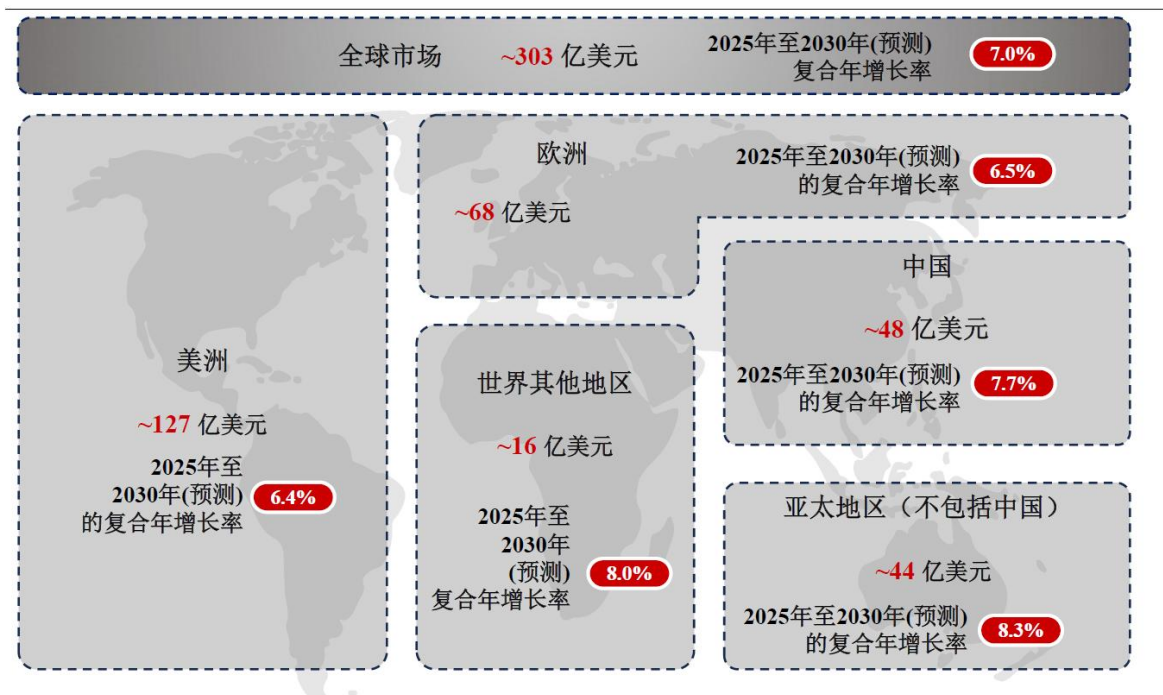 全球市场 ~303 亿美元
2025年至2030年(预测)
复合年增长率
7.0%
美洲
~127 亿美元
2025年至
2030年(预测)
的复合年增长率
6.4%
欧洲
~68 亿美元
2025年至2030年(预测)
的复合年增长率
6.5%
世界其他地区
~16 亿美元
2025年至
2030年
(预测)
复合年增长率
8.0%
中国
~48 亿美元
2025年至2030年(预测)
的复合年增长率
7.7%
亚太地区（不包括中国）
~44 亿美元
2025年至2030年(预测)
的复合年增长率
8.3%